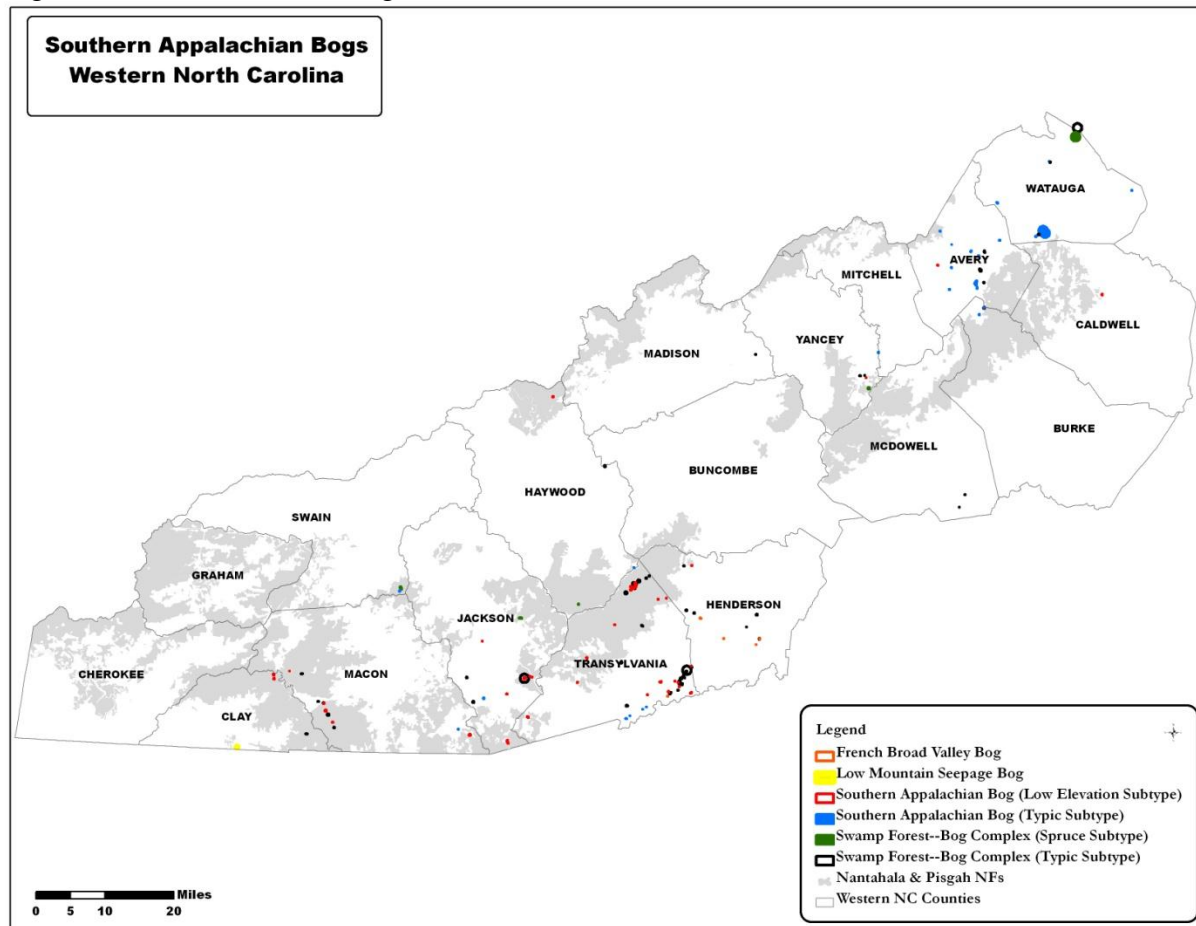 Southern Appalachian Bogs
Western North Carolina
WATAUGA
AVERY
MITCHELL
CALDWELL
YANCEY
MADISON
BURKE
MCDOWELL
BUNCOMBE
HAYWOOD
SWAIN
GRAHAM
HENDERSON
JACKSON
TRANSYLVANIA
CHEROKEE
MACON
CLAY
Legend
French Broad Valley Bog
Low Mountain Seepage Bog
Southern Appalachian Bog (Low Elevation Subtype)
Southern Appalachian Bog (Typic Subtype)
Swamp Forest--Bog Complex (Spruce Subtype)
Swamp Forest--Bog Complex (Typic Subtype)
Nantahala & Pisgah NFs
Western NC Counties
Miles
0 5 10 20